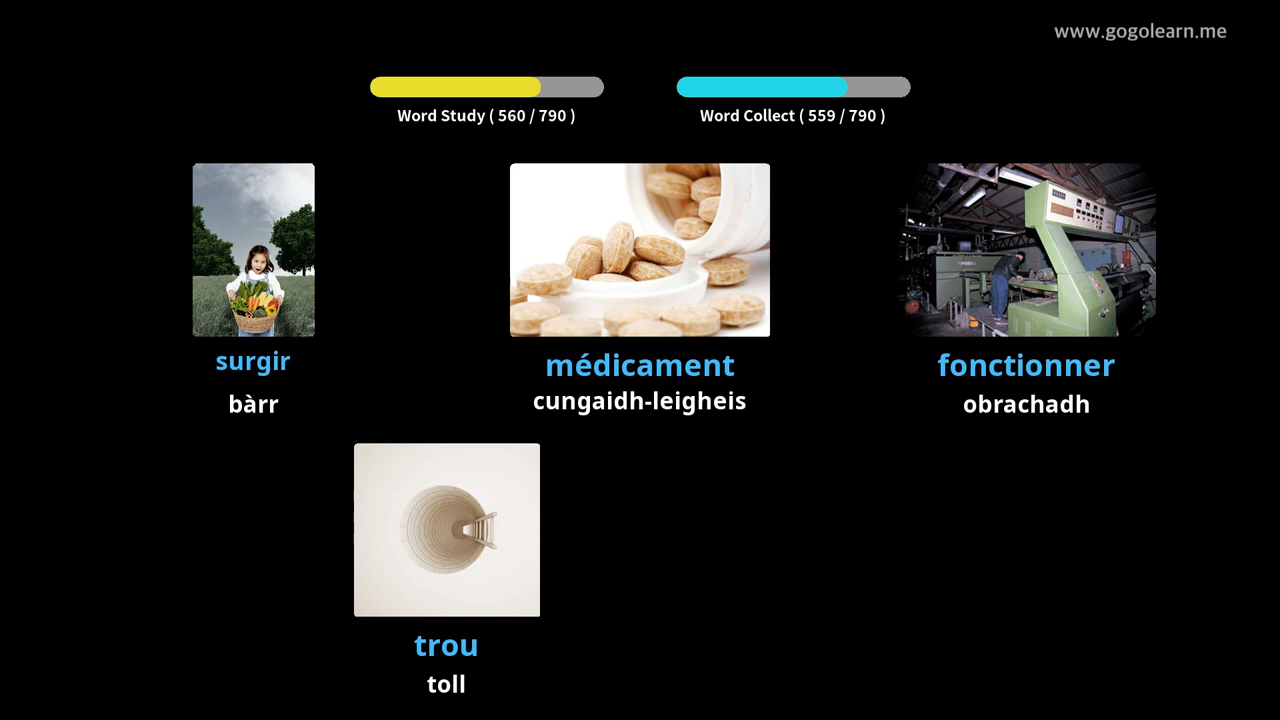 www.gogolearn.me
Word Study ( 560 / 790 )
Word Collect ( 559 / 790 )
surgir
bàrr
médicament
cungaidh-leigheis
fonctionner
obrachadh
trou
toll